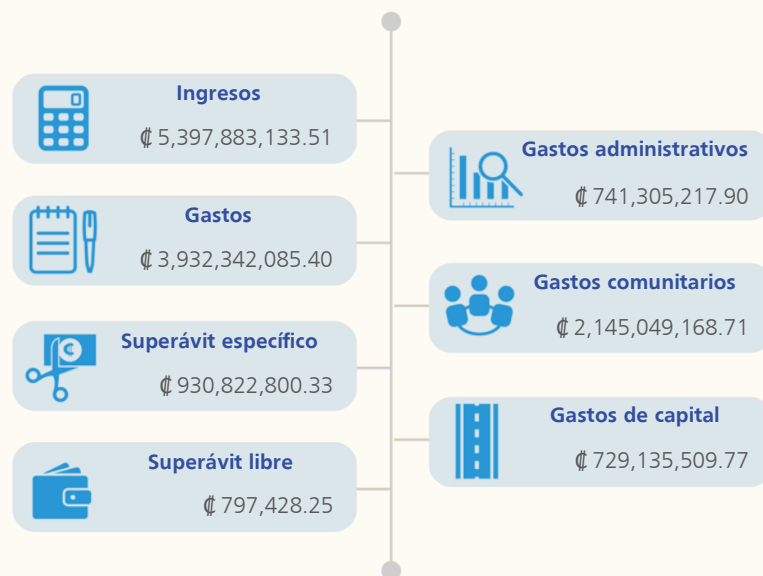 Ingresos
₡ 5,397,883,133.51
Gastos
₡ 3,932,342,085.40
Superávit específico
₡ 930,822,800.33
Superávit libre
₡ 797,428.25
Gastos administrativos
₡ 741,305,217.90
Gastos comunitarios
₡ 2,145,049,168.71
Gastos de capital
₡ 729,135,509.77